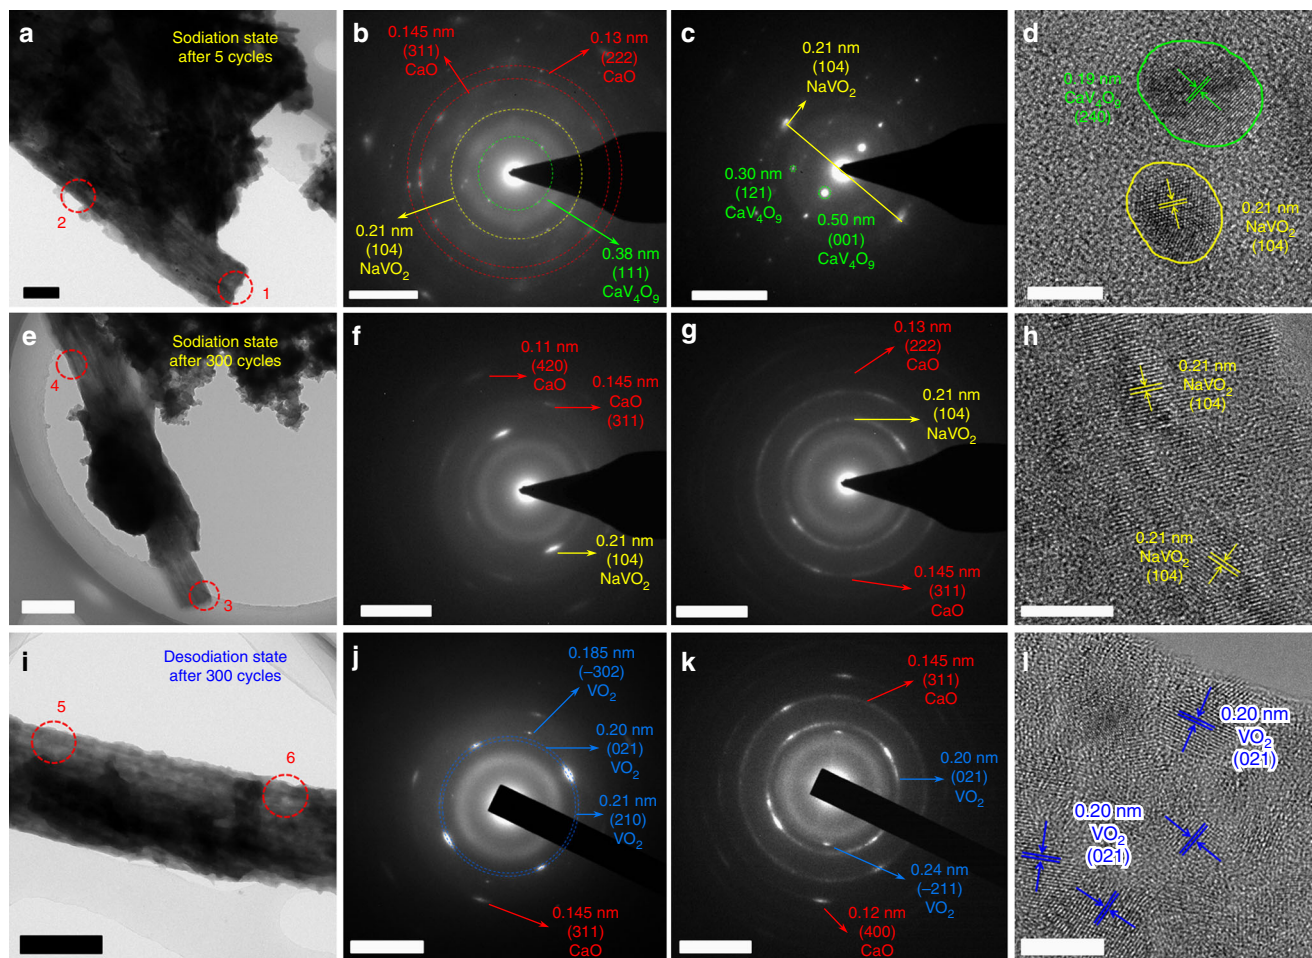 a
Sodiation state
after 5 cycles
2
1
b
0.145 nm
(311)
CaO
0.13 nm
(222)
CaO
0.21 nm
(104)
NaVO2
0.38 nm
(111)
CaV4O9
c
0.21 nm
(104)
NaVO2
0.30 nm
(121)
CaV4O9
0.50 nm
(001)
CaV4O9
d
0.19 nm
CaV4O9
(240)
0.21 nm
NaVO2
(104)
e
Sodiation state
after 300 cycles
4
3
f
0.11 nm
(420)
CaO
0.145 nm
CaO
(311)
0.21 nm
(104)
NaVO2
g
0.13 nm
(222)
CaO
0.21 nm
(104)
NaVO2
0.145 nm
(311)
CaO
h
0.21 nm
NaVO2
(104)
0.21 nm
NaVO2
(104)
i
Desodiation state
after 300 cycles
5
6
j
0.185 nm
(–302)
VO2
0.20 nm
(021)
VO2
0.21 nm
(210)
VO2
0.145 nm
(311)
CaO
k
0.145 nm
(311)
CaO
0.20 nm
(021)
VO2
0.24 nm
(–211)
VO2
0.12 nm
(400)
CaO
l
0.20 nm
VO2
(021)
0.20 nm
VO2
(021)